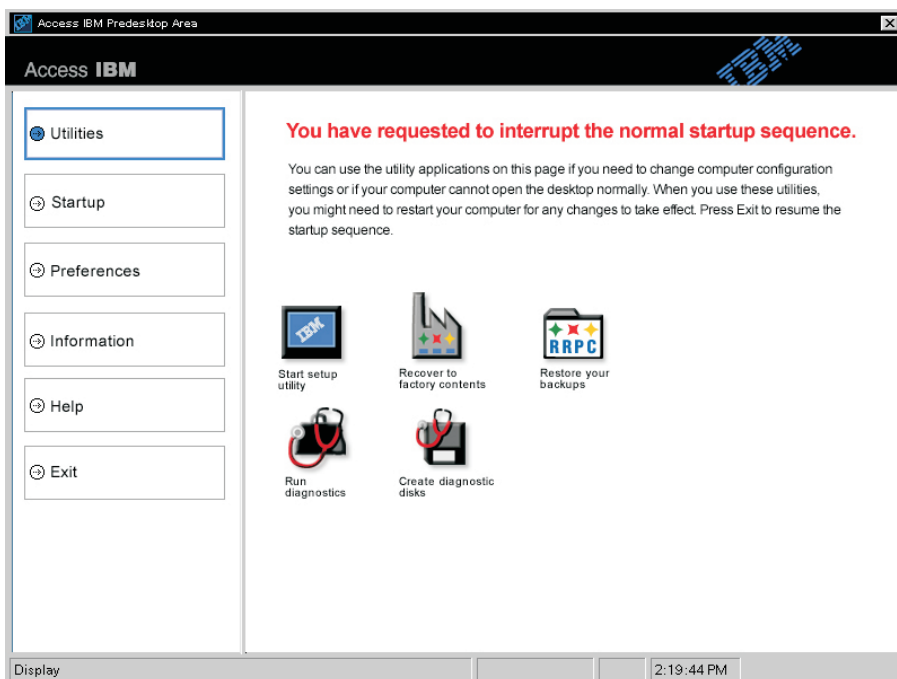 Access IBM Predesktop Area
Access IBM
IBM
Utilities
Startup
Preferences
Information
Help
Exit
You have requested to interrupt the normal startup sequence.
You can use the utility applications on this page if you need to change computer configuration
settings or if your computer cannot open the desktop normally. When you use these utilities,
you might need to restart your computer for any changes to take effect. Press Exit to resume the
startup sequence.
IBM
Start setup
utility
Recover to
factory contents
RRPC
Restore your
backups
Run
diagnostics
Create diagnostic
disks
Display
2:19:44 PM